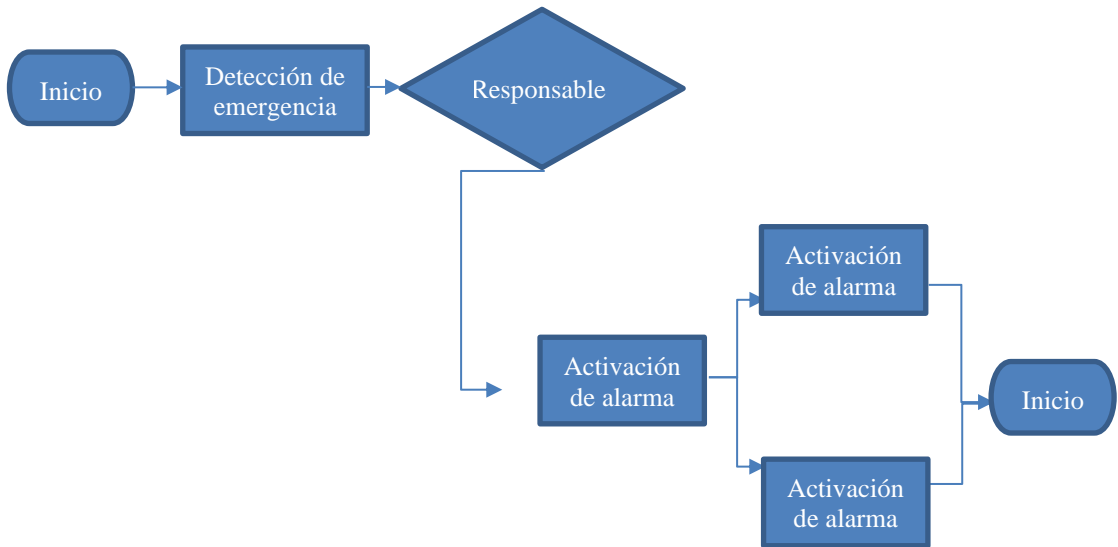 Inicio
Detección de
emergencia
Responsable
Activación
de alarma
Activación
de alarma
Inicio
Activación
de alarma